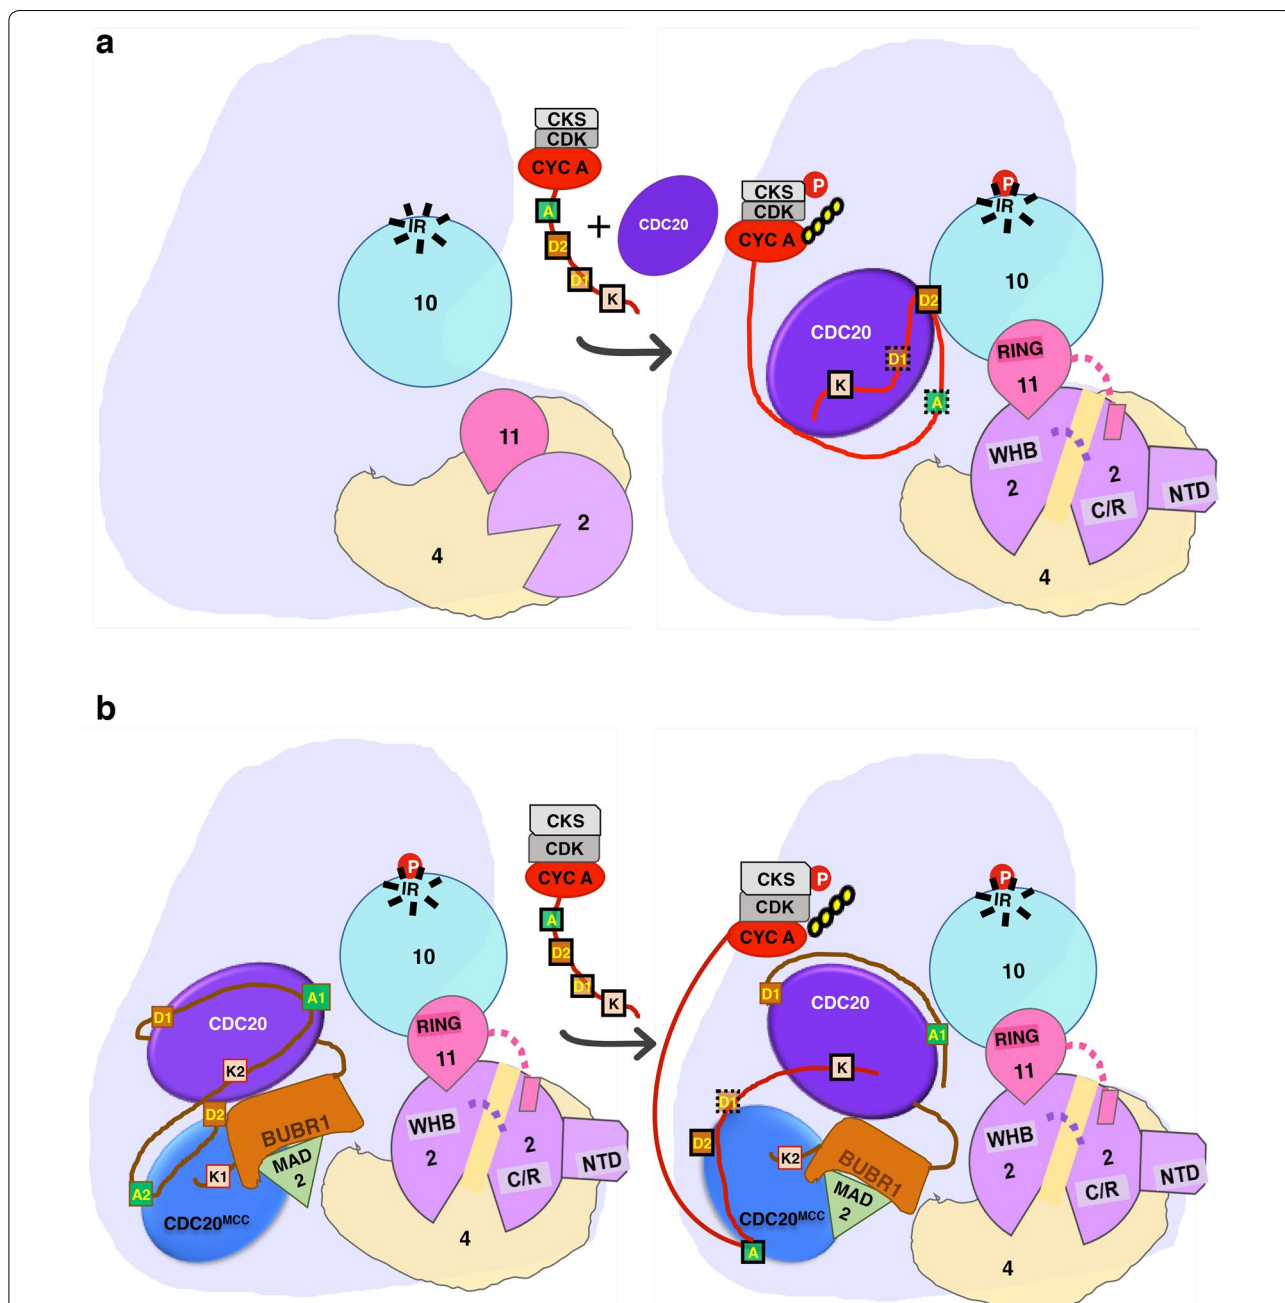 a
CKS
CDK
CYC A
A
D2
D1
K
+
CDC20
IR
10
11
2
4
CKS
P
CDK
CYC A
P
IR
10
D2
CDC20
D1
K
A
RING
11
WHB
2
2
C/R
NTD
4
b
CKS
CDK
CYC A
A
D2
D1
K
P
IR
10
A1
D1
CDC20
K2
D2
RING
11
BUBR1
MAD
2
K1
A2
CDC20MCC
WHB
2
2
C/R
NTD
4
CKS
P
CDK
CYC A
P
IR
10
D1
CDC20
A1
K
D1
D2
K2
BUBR1
MAD
2
CDC20MCC
A
RING
11
WHB
2
2
C/R
NTD
4